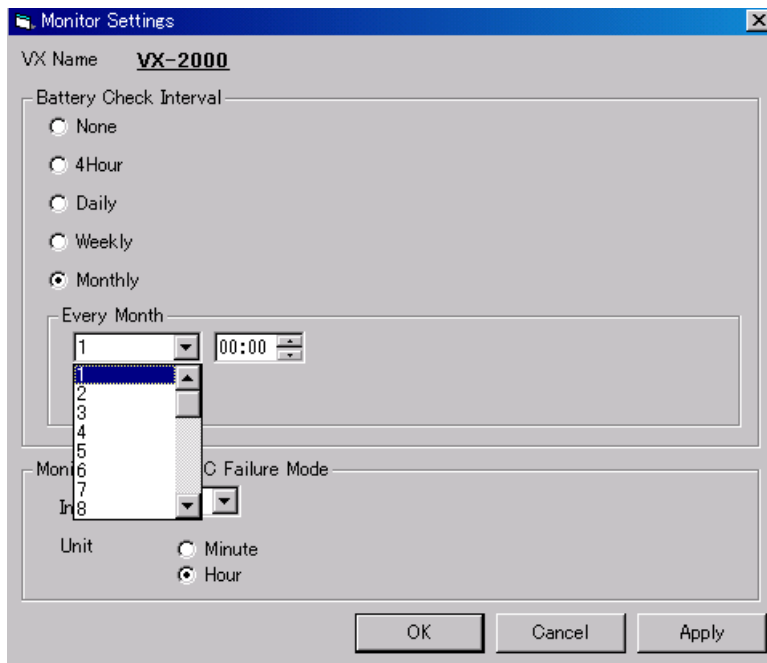 Monitor Settings
VX Name VX-2000
Battery Check Interval
None
4Hour
Daily
Weekly
Monthly
Every Month
1 00:00
1
2
3
4
5
6
7
8
Moni C Failure Mode
In
Unit
Minute
Hour
OK Cancel Apply